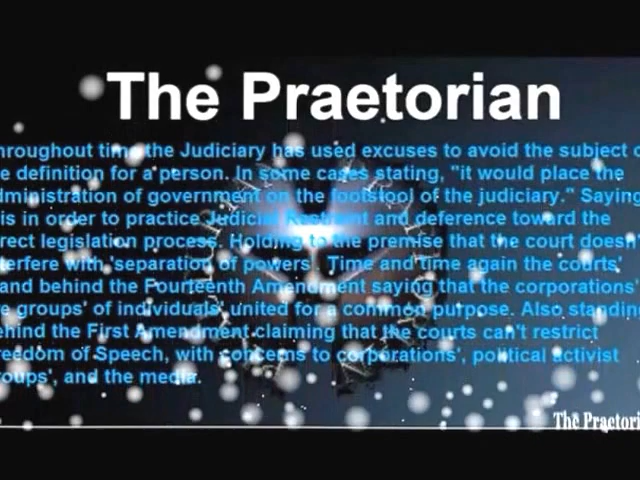 The Praetorian
hroughout time the Judiciary has used excuses to avoid the subject o
e definition for a person. In some cases stating, "it would place the
dministration of government on the footstool of the judiciary." Saying
is in order to practice Judicial Restraint and deference toward the
rect legislation process. Holding to the premise that the court doesn'
terfere with 'separation of powers'. Time and time again the courts'
and behind the Fourteenth Amendment saying that the corporations'
e groups' of individuals united for a common purpose. Also standin
ehind the First Amendment claiming that the courts can't restrict
reedom of Speech, with concerns to corporations', political activist
roups', and the media.
The Praetori